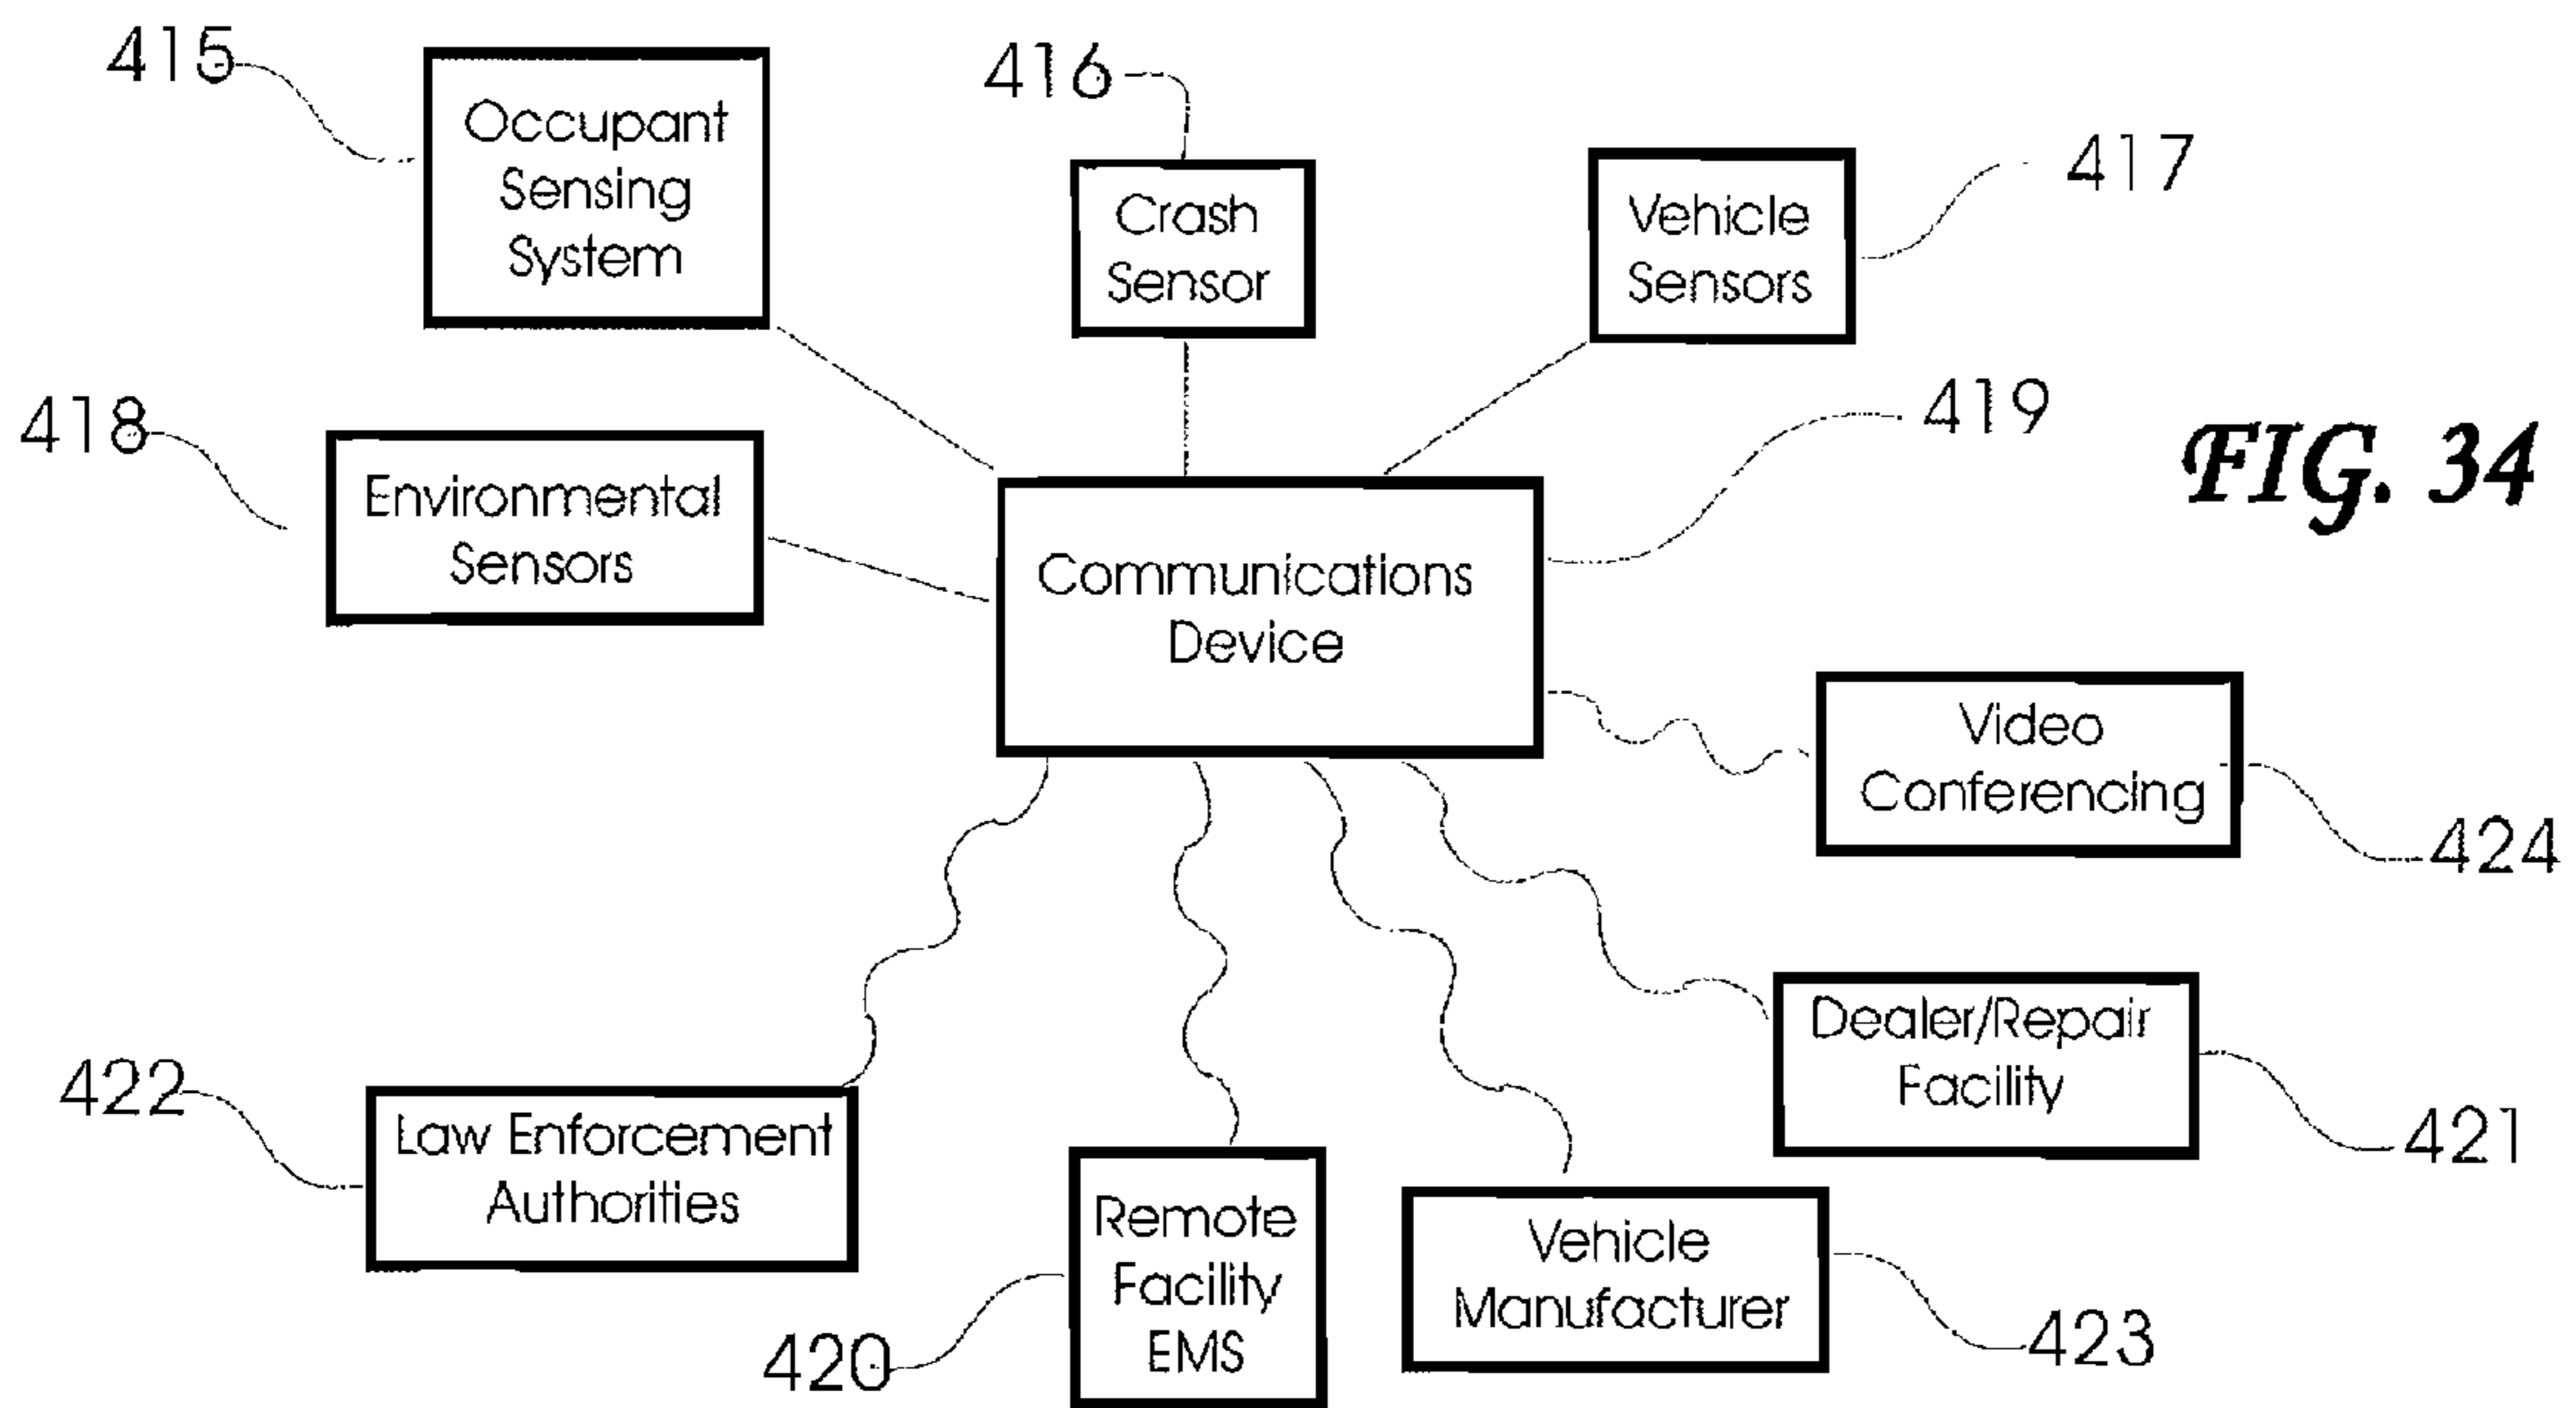 415
Occupant
Sensing
System
416
Crash
Sensor
417
Vehicle
Sensors
418
Environmental
Sensors
419
FIG. 34
Communications
Device
Video
Conferencing
424
Dealer/Repair
Facility
421
422
Law Enforcement
Authorities
420
Remote
Facility
EMS
Vehicle
Manufacturer
423